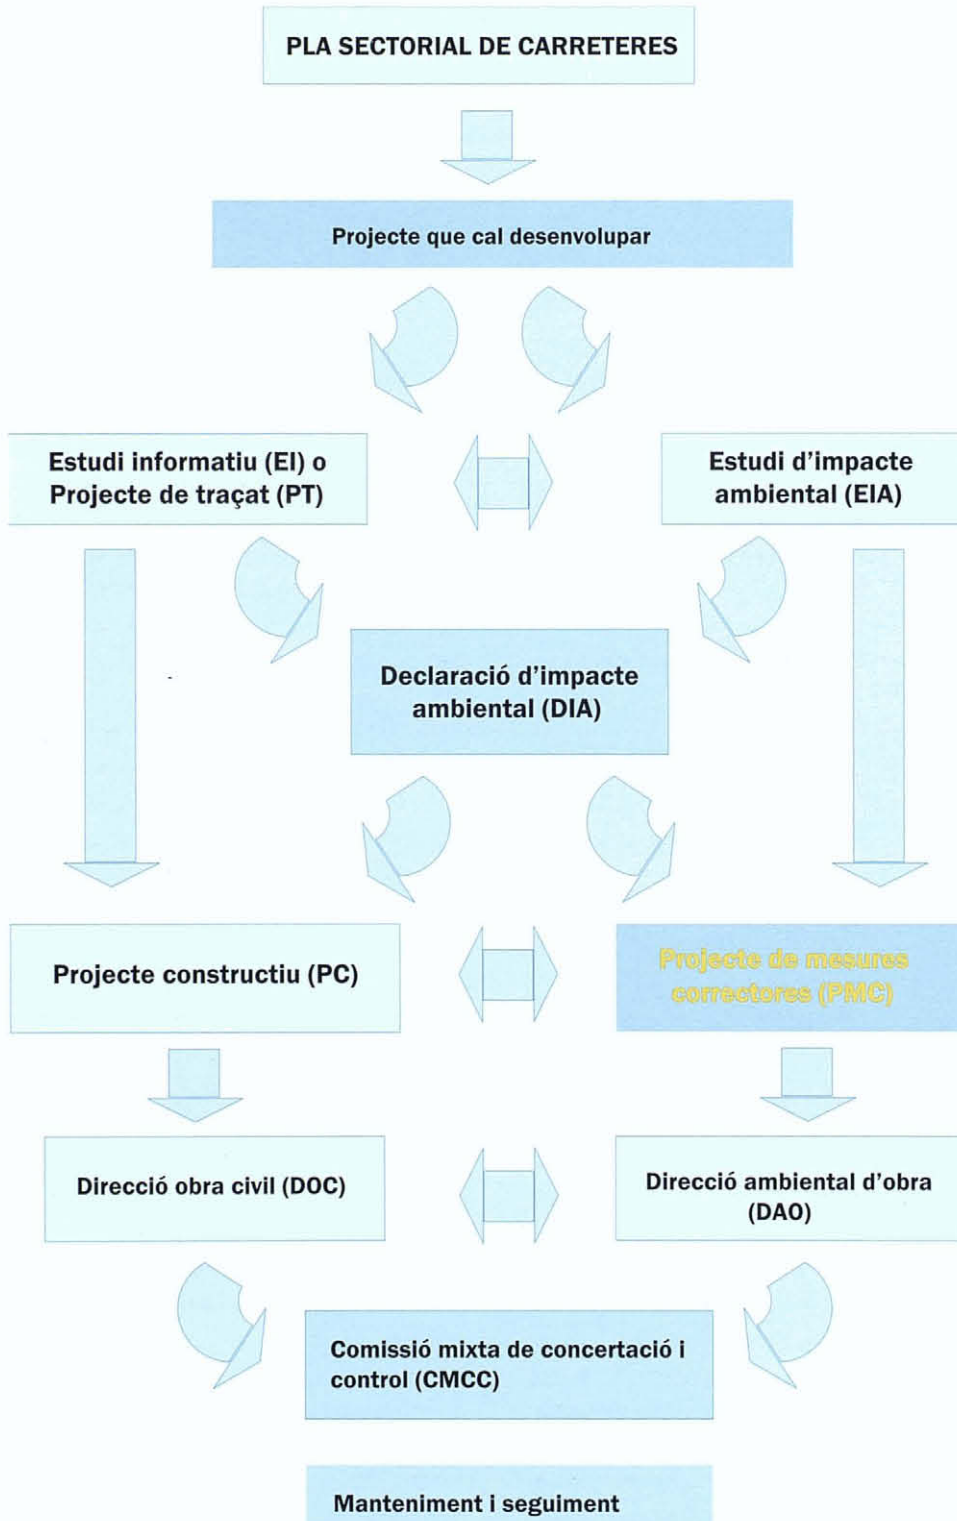 PLA SECTORIAL DE CARRETERES
Projecte que cal desenvolupar
Estudi informatiu (EI) o
Projecte de traçat (PT)
Estudi d'impacte
ambiental (EIA)
Declaració d'impacte
ambiental (DIA)
Projecte constructiu (PC)
Projecte de mesures
correctores (PMC)
Direcció obra civil (DOC)
Direcció ambiental d'obra
(DAO)
Comissió mixta de concertació i
control (CMCC)
Manteniment i seguiment